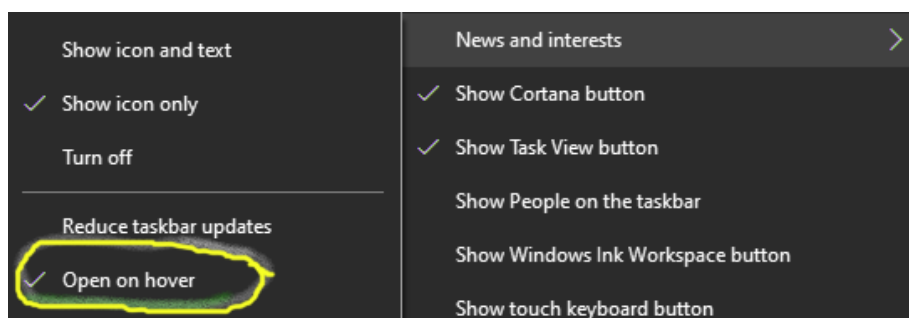 Show icon and text
Show icon only
Turn off
Reduce taskbar updates
Open on hover
News and interests
Show Cortana button
Show Task View button
Show People on the taskbar
Show Windows Ink Workspace button
Show touch keyboard button